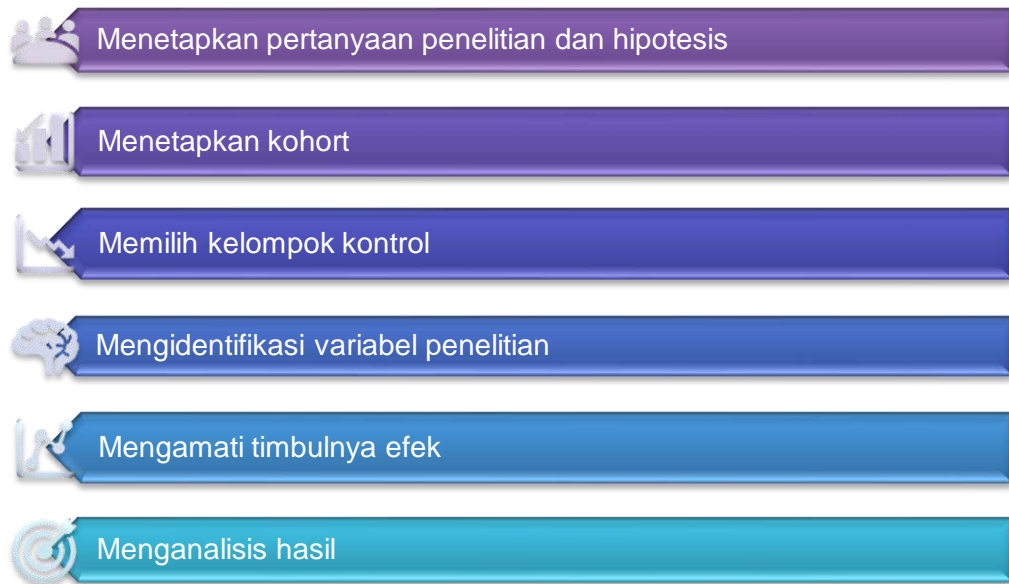 Menetapkan pertanyaan penelitian dan hipotesis
Menetapkan kohort
Memilih kelompok kontrol
Mengidentifikasi variabel penelitian
Mengamati timbulnya efek
Menganalisis hasil